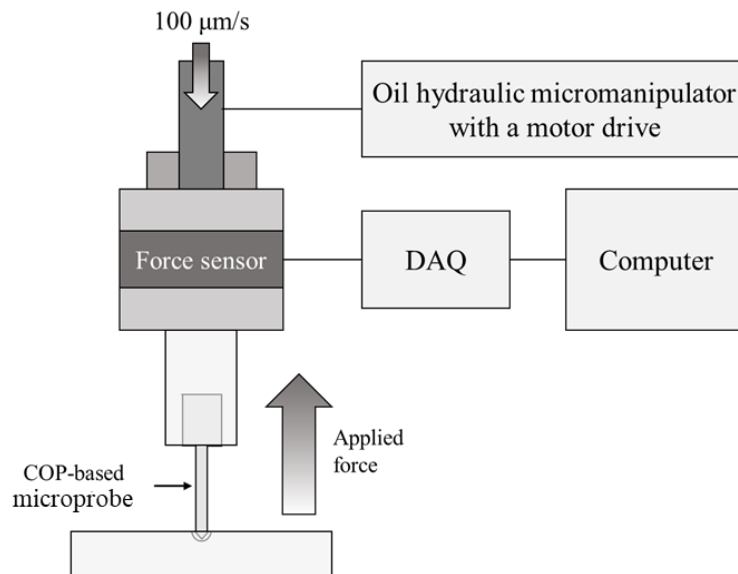 100 μm/s
Oil hydraulic micromanipulator
with a motor drive
Force sensor
DAQ
Computer
Applied
force
COP-based
microprobe